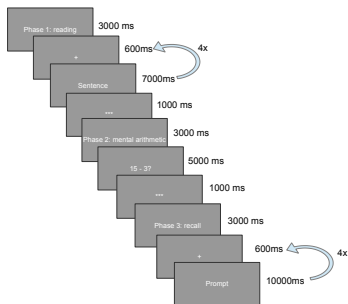 Phase 1: reading
3000 ms
+
600ms
4x
Sentence
7000ms
***
1000 ms
Phase 2: mental arithmetic
3000 ms
15 - 3?
5000 ms
***
1000 ms
Phase 3: recall
3000 ms
+
600ms
4x
Prompt
10000ms